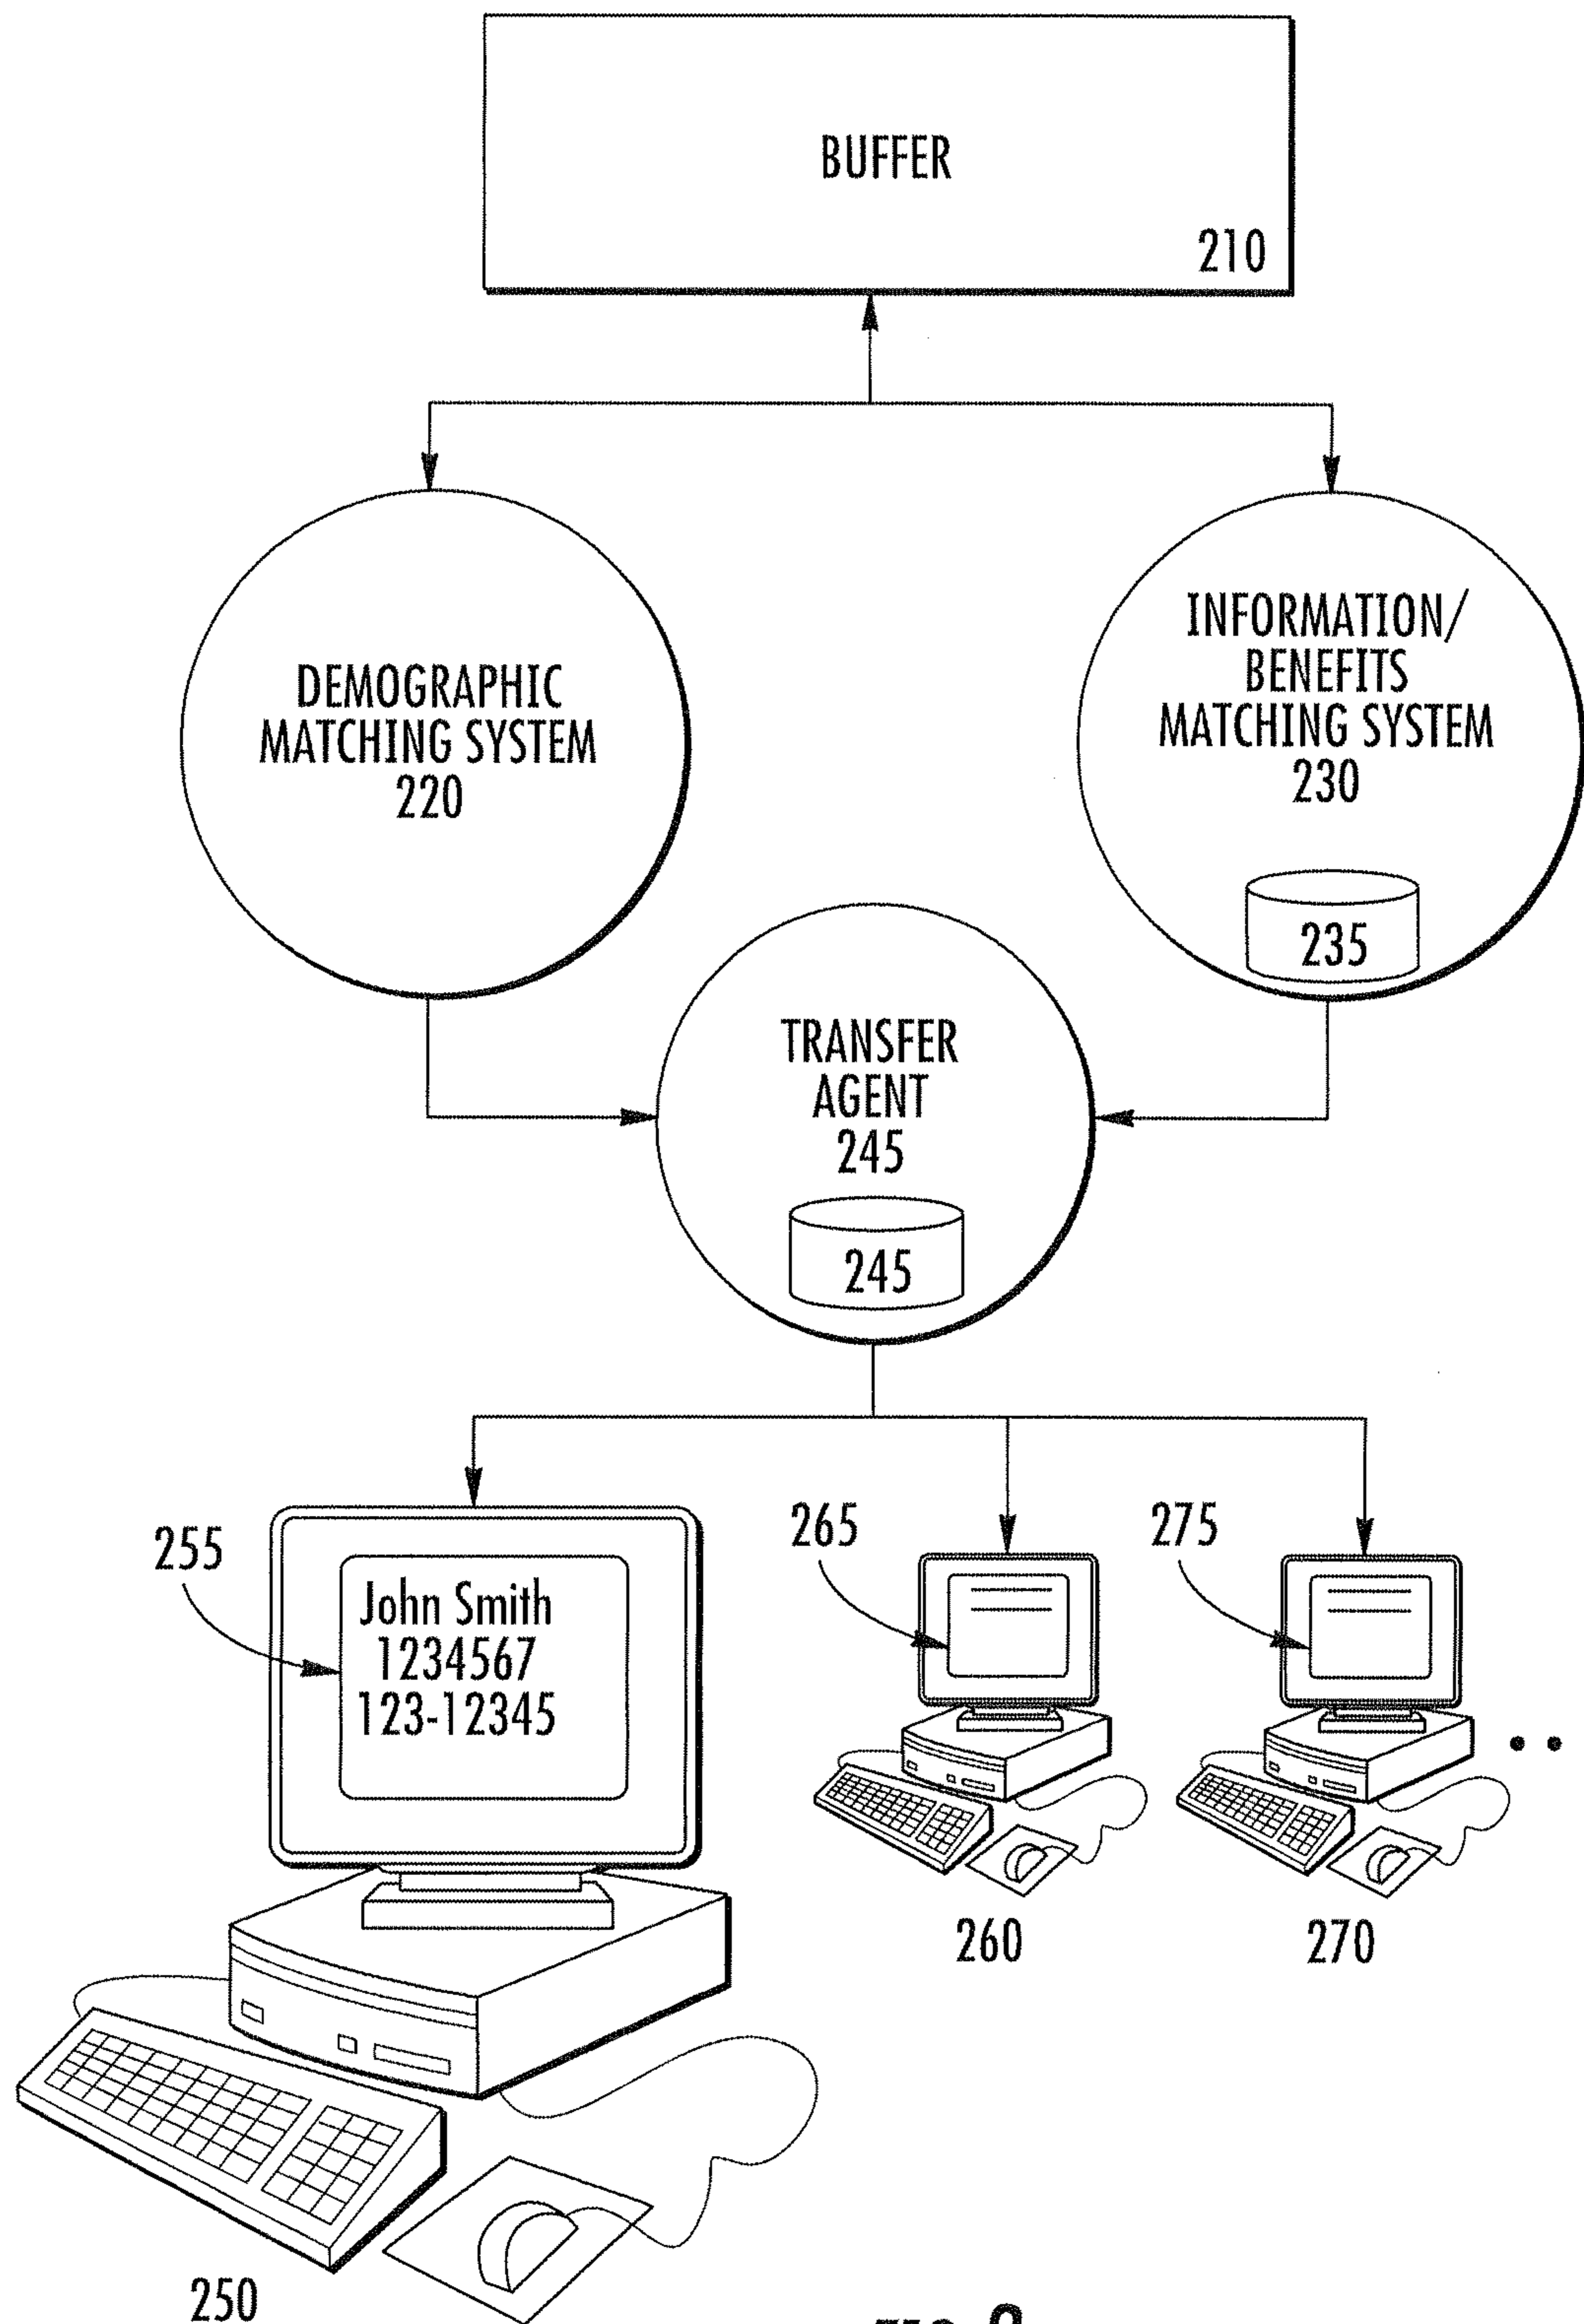 BUFFER
210
DEMOGRAPHIC
MATCHING SYSTEM
220
INFORMATION/
BENEFITS
MATCHING SYSTEM
230
235
TRANSFER
AGENT
245
245
255
John Smith
1234567
123-12345
265
275
260
270
250